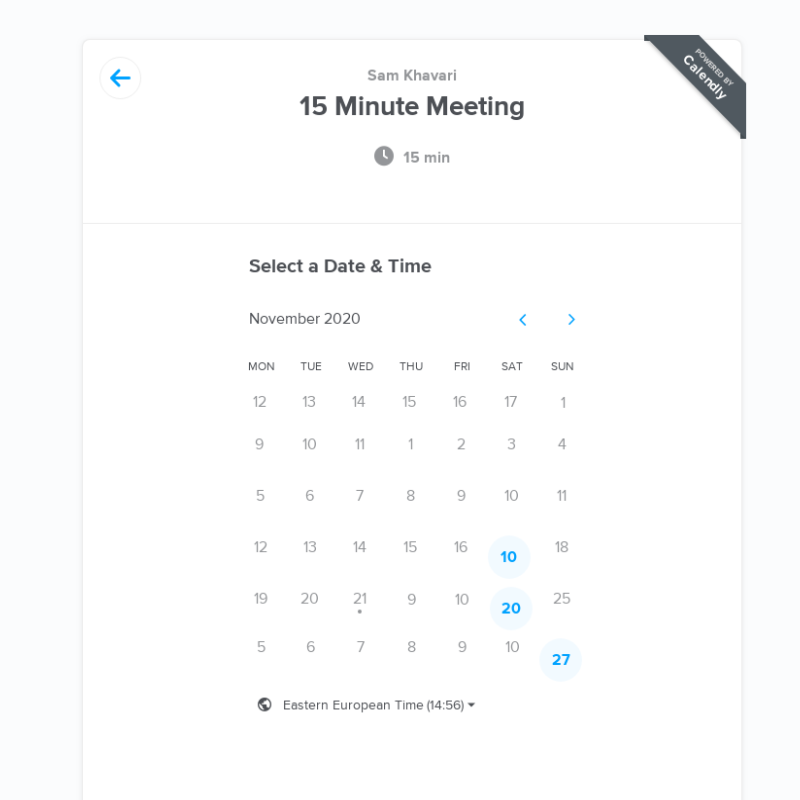 Sam Khavari
15 Minute Meeting
15 min
POWERED BY
Calendly
Select a Date & Time
November 2020
MON TUE WED THU FRI SAT SUN
12 13 14 15 16 17 1
9 10 11 1 2 3 4
5 6 7 8 9 10 11
12 13 14 15 16 10 18
19 20 21 9 10 20 25
5 6 7 8 9 10 27
Eastern European Time (14:56)